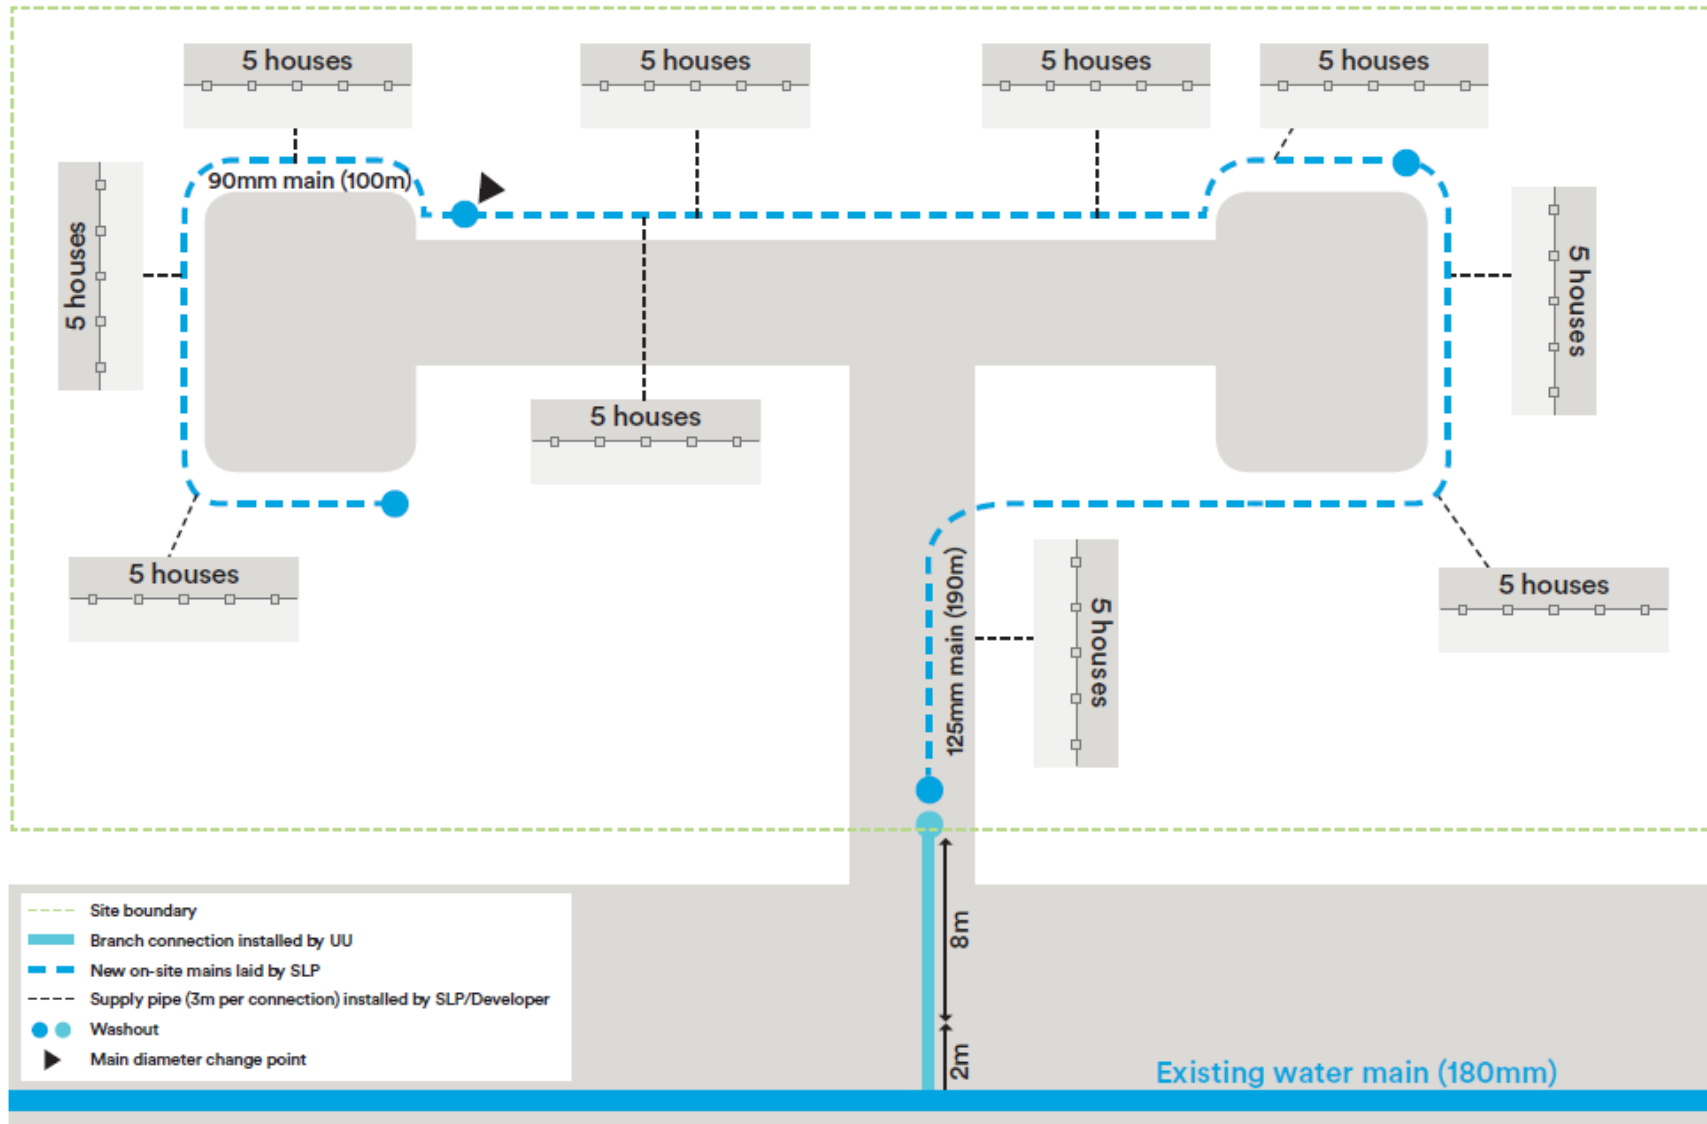 5 houses
5 houses
5 houses
5 houses
90mm main (100m)
5 houses
5 houses
5 houses
5 houses
5 houses
125mm main (190m)
5 houses
Site boundary
Branch connection installed by UU
New on-site mains laid by SLP
Supply pipe (3m per connection) installed by SLP/Developer
Washout
Main diameter change point
8m
2m
Existing water main (180mm)